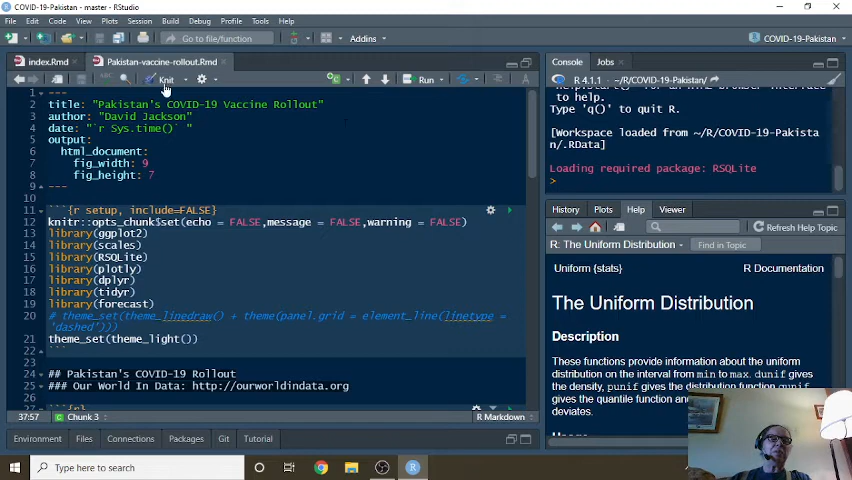 COVID-19-Pakistan - master - RStudio
File Edit Code View Plots Session Build Debug Profile Tools Help
Go to file/function Addins COVID-19-Pakistan
index.Rmd Pakistan-vaccine-rollout.Rmd
Knit Run
1 ---
2 title: "Pakistan's COVID-19 Vaccine Rollout"
3 author: "David Jackson"
4 date: "`r Sys.time()` "
5 output:
6 html_document:
7 fig_width: 9
8 fig_height: 7
9 ---
10
11 ```{r setup, include=FALSE}
12 knitr::opts_chunk$set(echo = FALSE,message = FALSE,warning = FALSE)
13 library(ggplot2)
14 library(scales)
15 library(RSQLite)
16 library(plotly)
17 library(dplyr)
18 library(tidyr)
19 library(forecast)
20 # theme_set(theme_linedraw() + theme(panel.grid = element_line(linetype =
'dashed')))
21 theme_set(theme_light())
22 ```
23
24 ## Pakistan's COVID-19 Rollout
25 ### Our World In Data: http://ourworldindata.org
26
27 ```{r}
37:57 Chunk 3 R Markdown
Environment Files Connections Packages Git Tutorial
Console Jobs
R 4.1.1 · ~/R/COVID-19-Pakistan/
to help.
Type 'q()' to quit R.
[Workspace loaded from ~/R/COVID-19-Pakista
n/.RData]
Loading required package: RSQLite
>
History Plots Help Viewer
Refresh Help Topic
R: The Uniform Distribution Find in Topic
Uniform {stats} R Documentation
The Uniform Distribution
Description
These functions provide information about the uniform
distribution on the interval from min to max. dunif gives
the density, punif gives the distribution function qunif
gives the quantile function an
deviates.
Type here to search